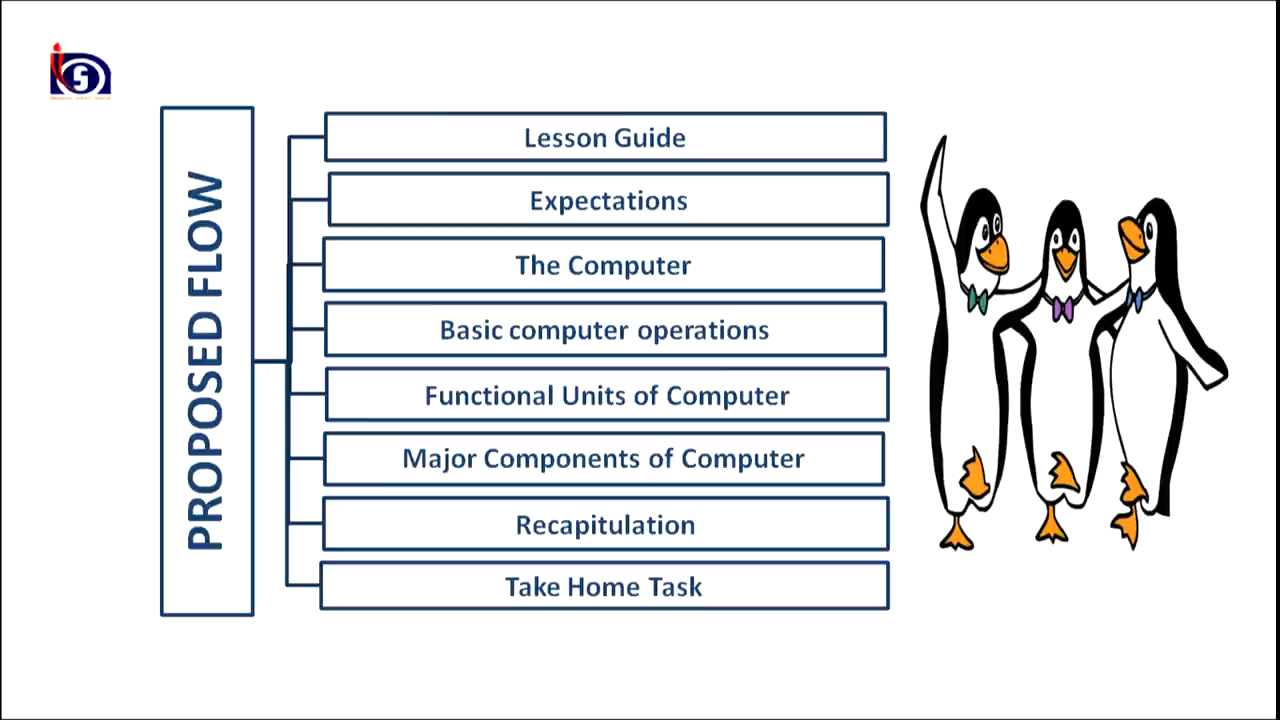 PROPOSED FLOW
Lesson Guide
Expectations
The Computer
Basic computer operations
Functional Units of Computer
Major Components of Computer
Recapitulation
Take Home Task